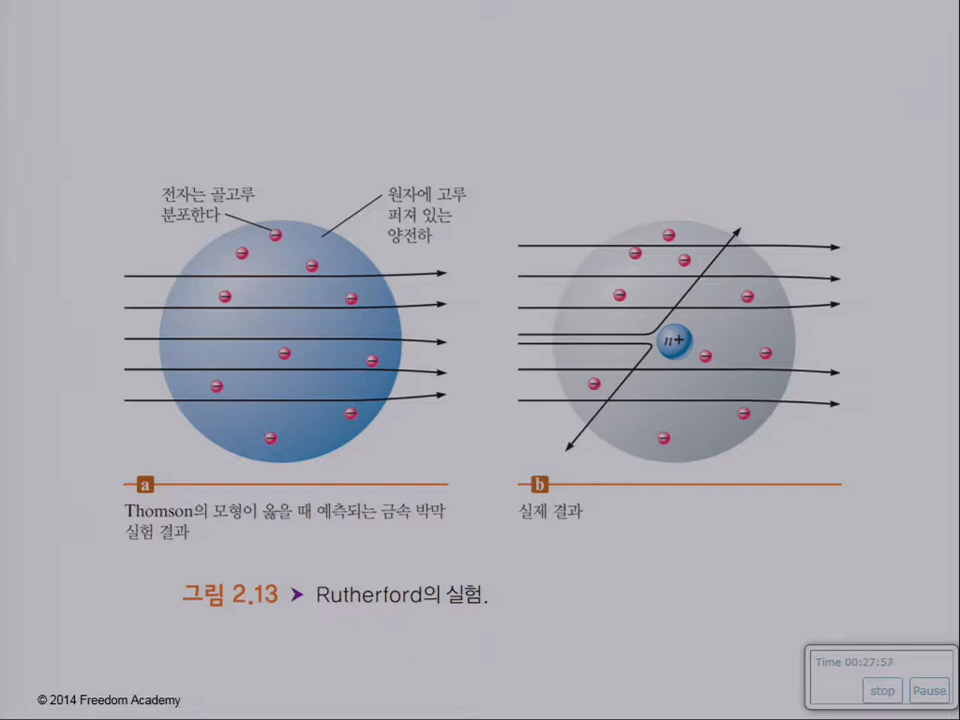 전자는 골고루
분포한다
원자에 고루
퍼져 있는
양전하
n+
a
b
Thomson의 모형이 옳을 때 예측되는 금속 박막
실험 결과
실제 결과
그림 2.13 ➤ Rutherford의 실험.
Time 00:27:57
stop
Pause
© 2014 Freedom Academy